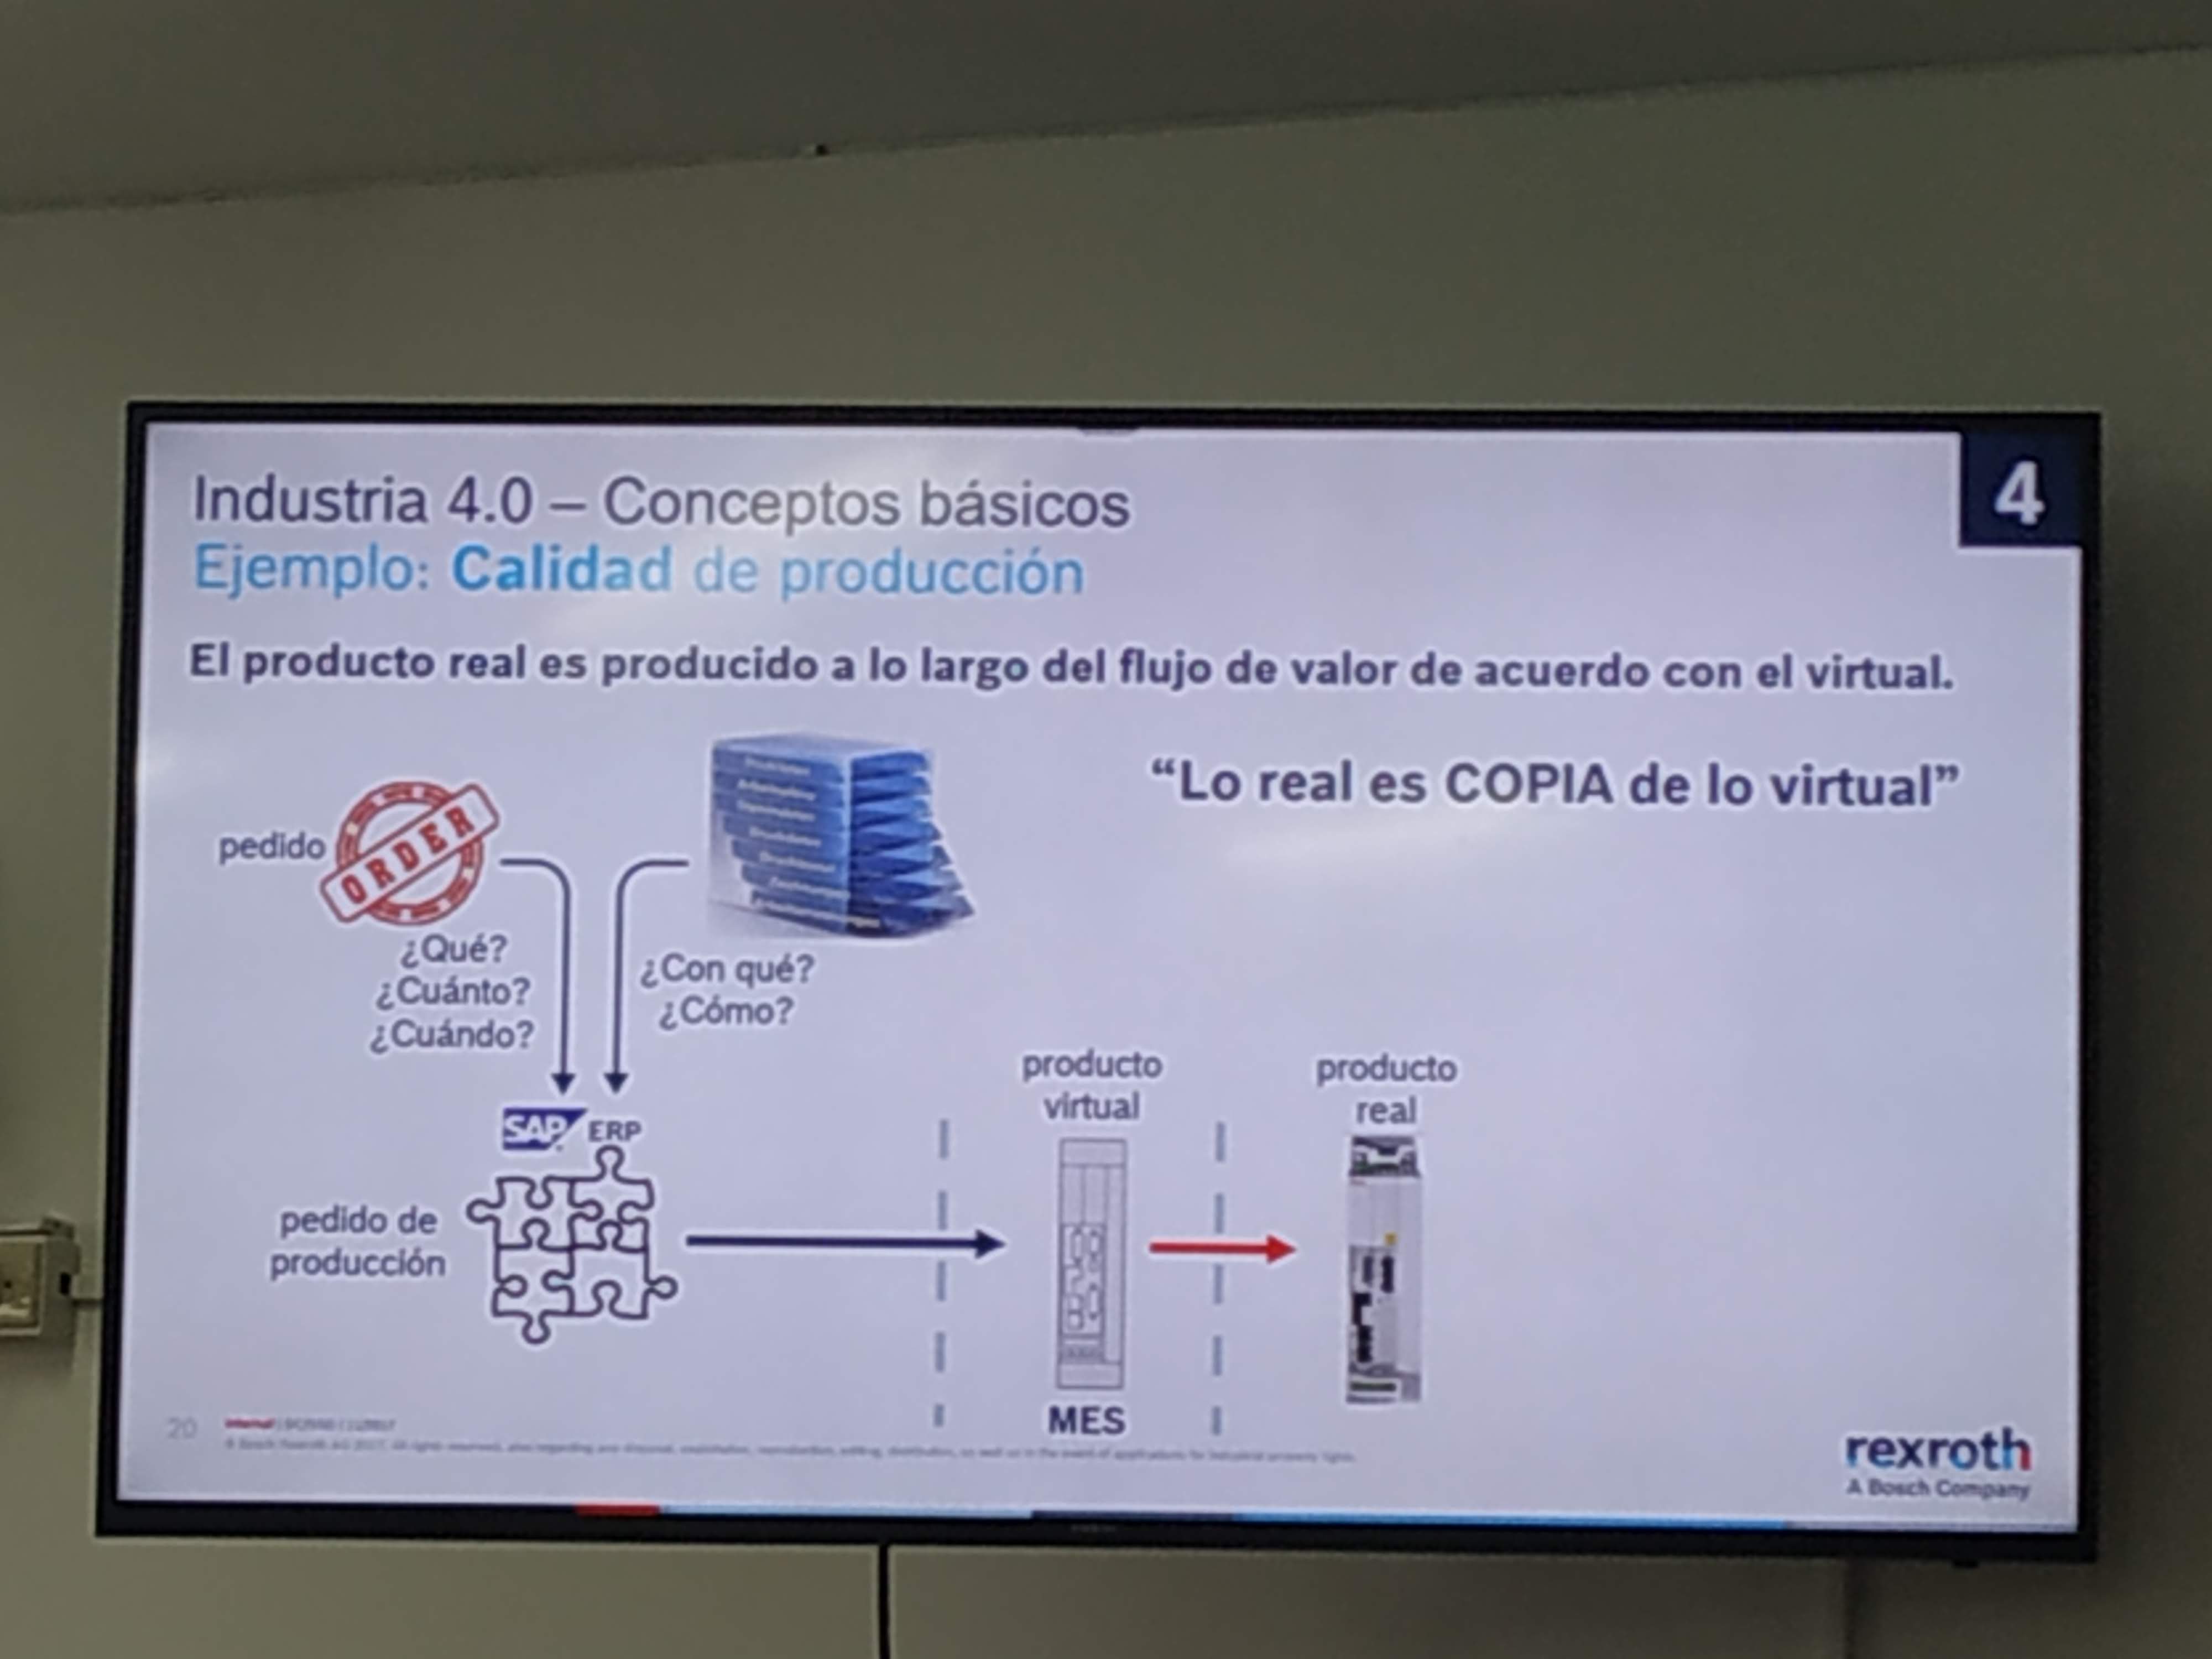 Industria 4.0 – Conceptos básicos
4
Ejemplo: Calidad de producción
El producto real es producido a lo largo del flujo de valor de acuerdo con el virtual.
“Lo real es COPIA de lo virtual”
pedido
ORDER
¿Qué?
¿Cuánto?
¿Cuándo?
¿Con qué?
¿Cómo?
SAP ERP
pedido de
producción
producto
virtual
MES
producto
real
20
rexroth
A Bosch Company